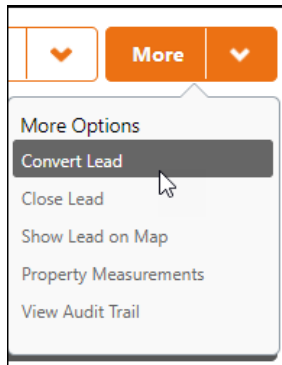 More
More Options
Convert Lead
Close Lead
Show Lead on Map
Property Measurements
View Audit Trail